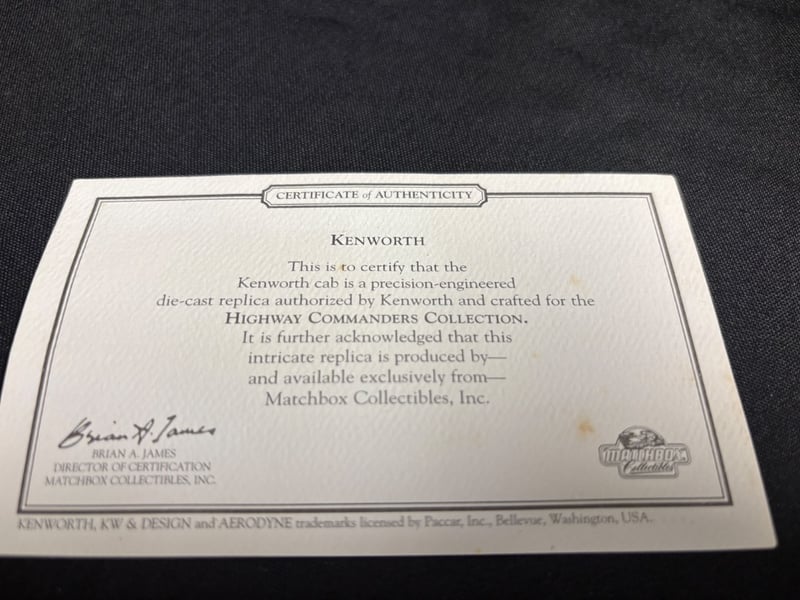 CERTIFICATE of AUTHENTICITY
KENWORTH
This is to certify that the
Kenworth cab is a precision-engineered
die-cast replica authorized by Kenworth and crafted for the
HIGHWAY COMMANDERS COLLECTION.
It is further acknowledged that this
intricate replica is produced by—
and available exclusively from—
Matchbox Collectibles, Inc.
Brian A. James
BRIAN A. JAMES
DIRECTOR OF CERTIFICATION
MATCHBOX COLLECTIBLES, INC.
MATCHBOX
Collectibles
KENWORTH, KW & DESIGN and AERODYNE trademarks licensed by Paccar, Inc., Bellevue, Washington, USA.